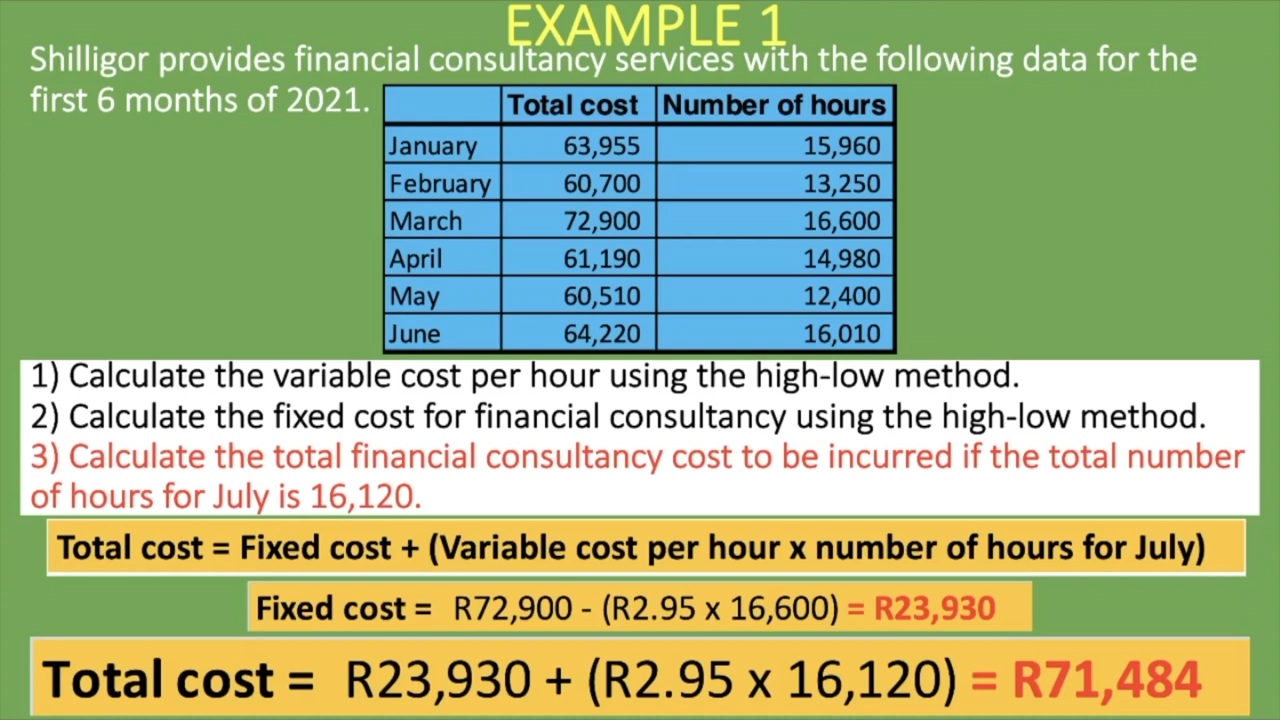 EXAMPLE 1
Shilligor provides financial consultancy services with the following data for the
first 6 months of 2021.
Total cost Number of hours
January 63,955 15,960
February 60,700 13,250
March 72,900 16,600
April 61,190 14,980
May 60,510 12,400
June 64,220 16,010
1) Calculate the variable cost per hour using the high-low method.
2) Calculate the fixed cost for financial consultancy using the high-low method.
3) Calculate the total financial consultancy cost to be incurred if the total number
of hours for July is 16,120.
Total cost = Fixed cost + (Variable cost per hour x number of hours for July)
Fixed cost = R72,900 - (R2.95 x 16,600) = R23,930
Total cost = R23,930 + (R2.95 x 16,120) = R71,484